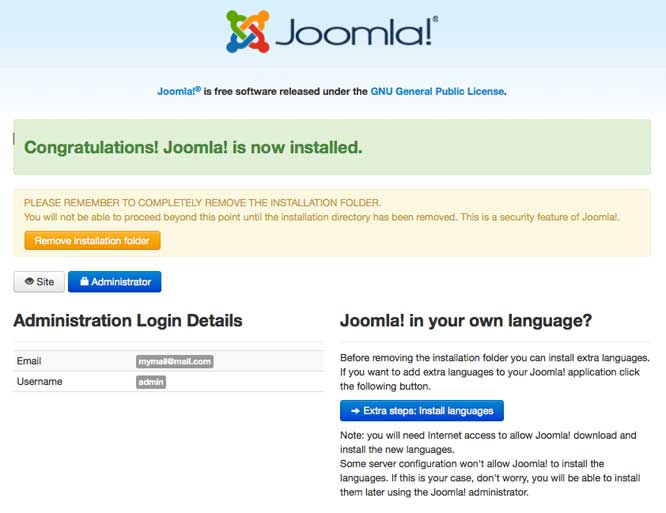 Joomla!®
Joomla!® is free software released under the GNU General Public License.
Congratulations! Joomla! is now installed.
PLEASE REMEMBER TO COMPLETELY REMOVE THE INSTALLATION FOLDER.
You will not be able to proceed beyond this point until the installation directory has been removed. This is a security feature of Joomla!.
Remove installation folder
Site
Administrator
Administration Login Details
Email mymail@mail.com
Username admin
Joomla! in your own language?
Before removing the installation folder you can install extra languages.
If you want to add extra languages to your Joomla! application click
the following button.
Extra steps: Install languages
Note: you will need Internet access to allow Joomla! download and
install the new languages.
Some server configuration won't allow Joomla! to install the
languages. If this is your case, don't worry, you will be able to install
them later using the Joomla! administrator.